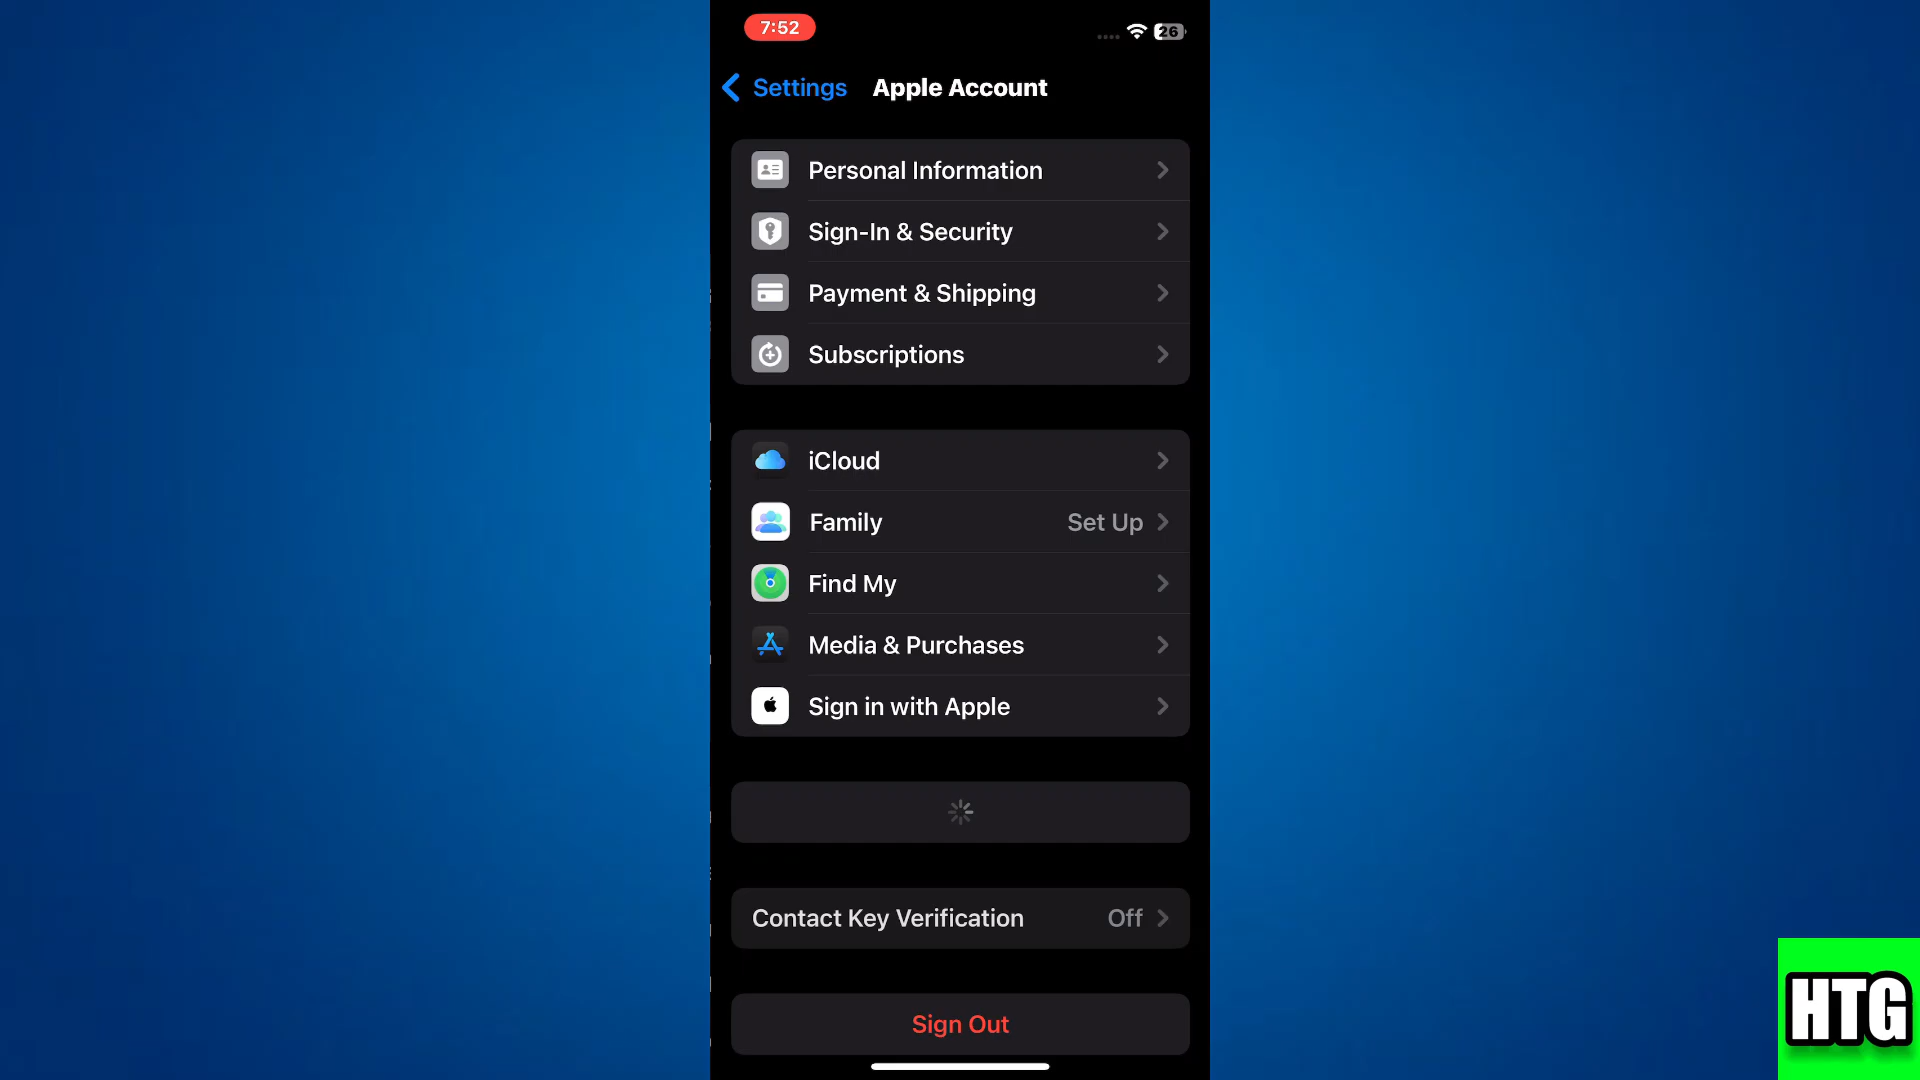 7:52
26
Settings
Apple Account
Personal Information
Sign-In & Security
Payment & Shipping
Subscriptions
iCloud
Family
Set Up
Find My
Media & Purchases
Sign in with Apple
Contact Key Verification
Off
Sign Out
HTG